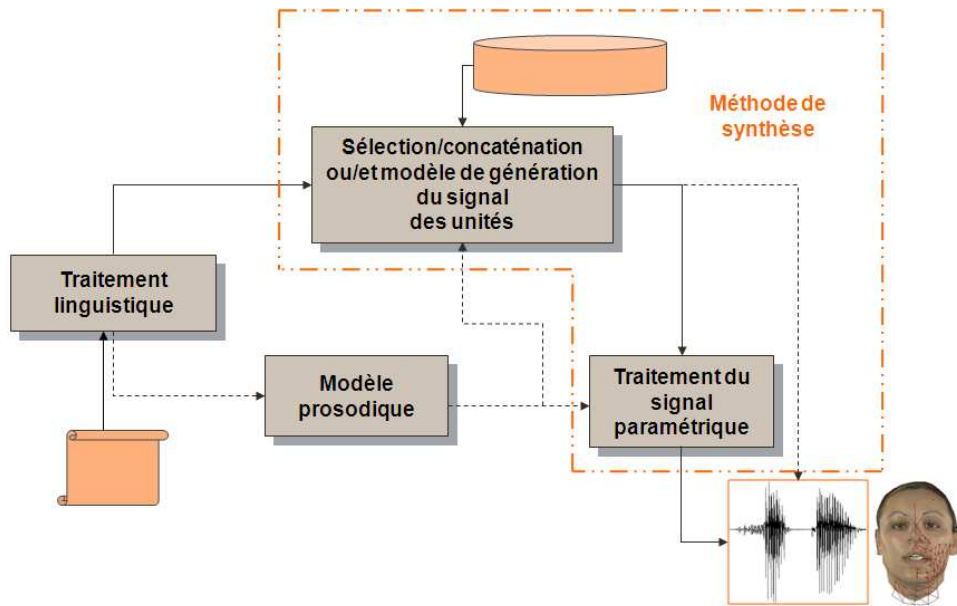 Méthode de
synthèse
Sélection/concaténation
ou/et modèle de génération
du signal
des unités
Traitement
linguistique
Modèle
prosodique
Traitement du
signal
paramétrique